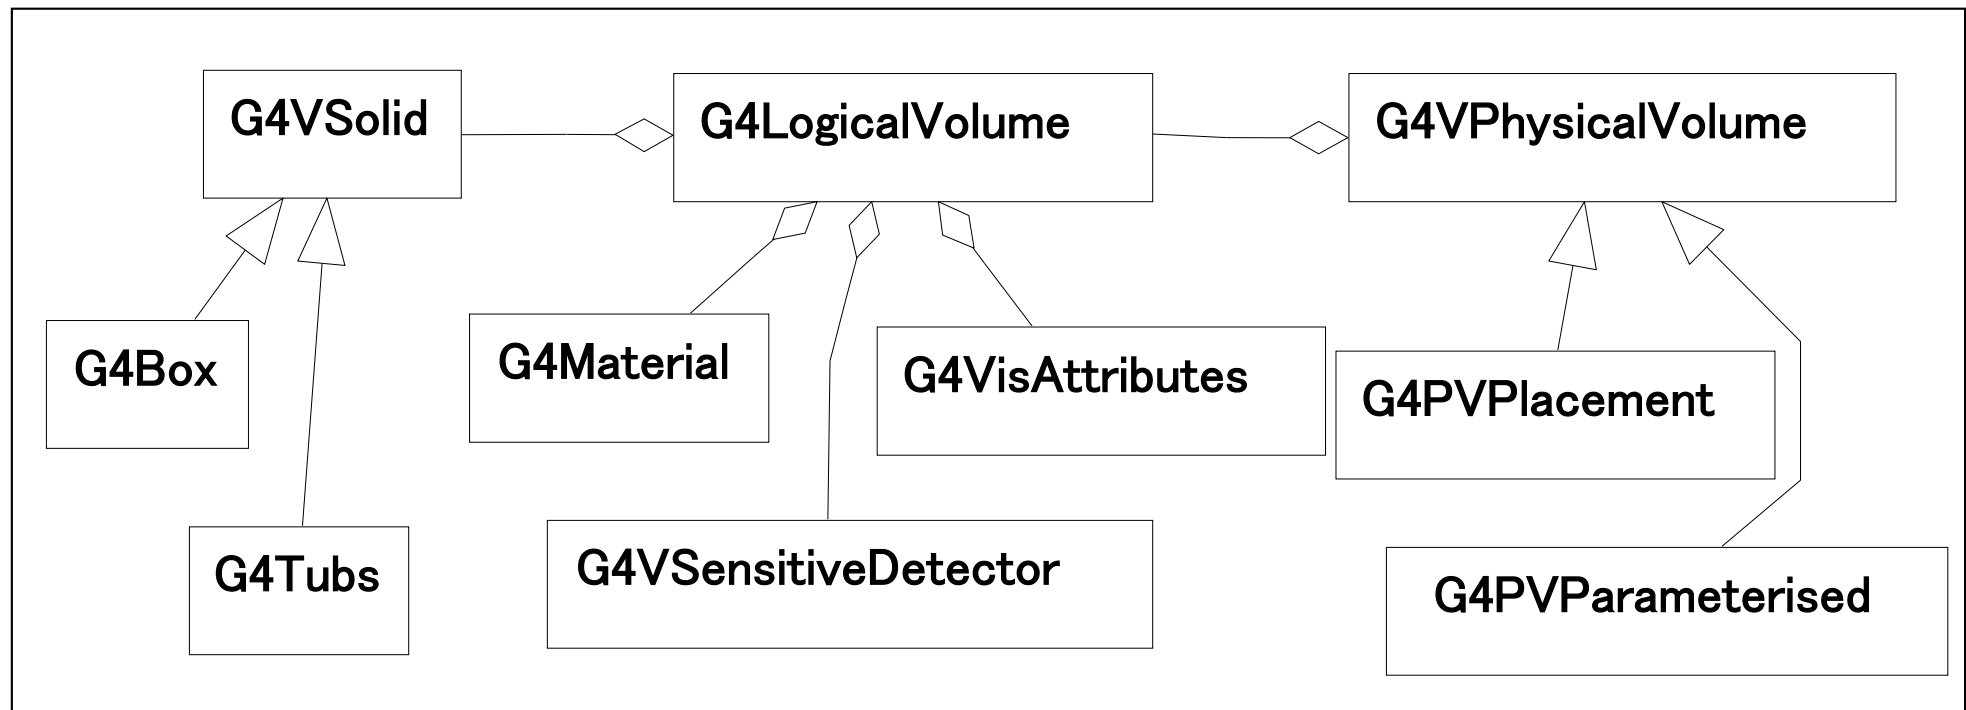 G4VSolid
G4LogicalVolume
G4VPhysicalVolume
G4Box
G4Material
G4VisAttributes
G4PVPlacement
G4Tubs
G4VSensitiveDetector
G4PVParameterised